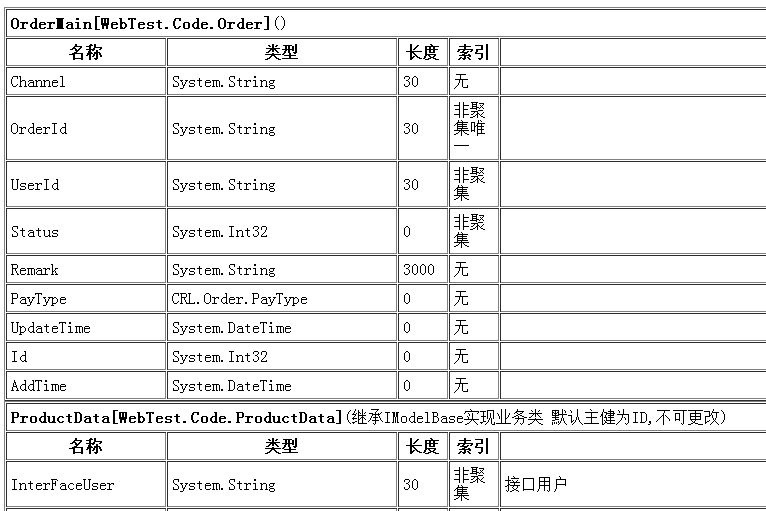 OrderMain[WebTest.Code.Order]()
名称 类型 长度 索引
Channel System.String 30 无
OrderId System.String 30 非聚集唯一
UserId System.String 30 非聚集
Status System.Int32 0 非聚集
Remark System.String 3000 无
PayType CRL.Order.PayType 0 无
UpdateTime System.DateTime 0 无
Id System.Int32 0 无
AddTime System.DateTime 0 无
ProductData[WebTest.Code.ProductData](继承IModelBase实现业务类 默认主健为ID,不可更改)
名称 类型 长度 索引
InterFaceUser System.String 30 非聚集 接口用户